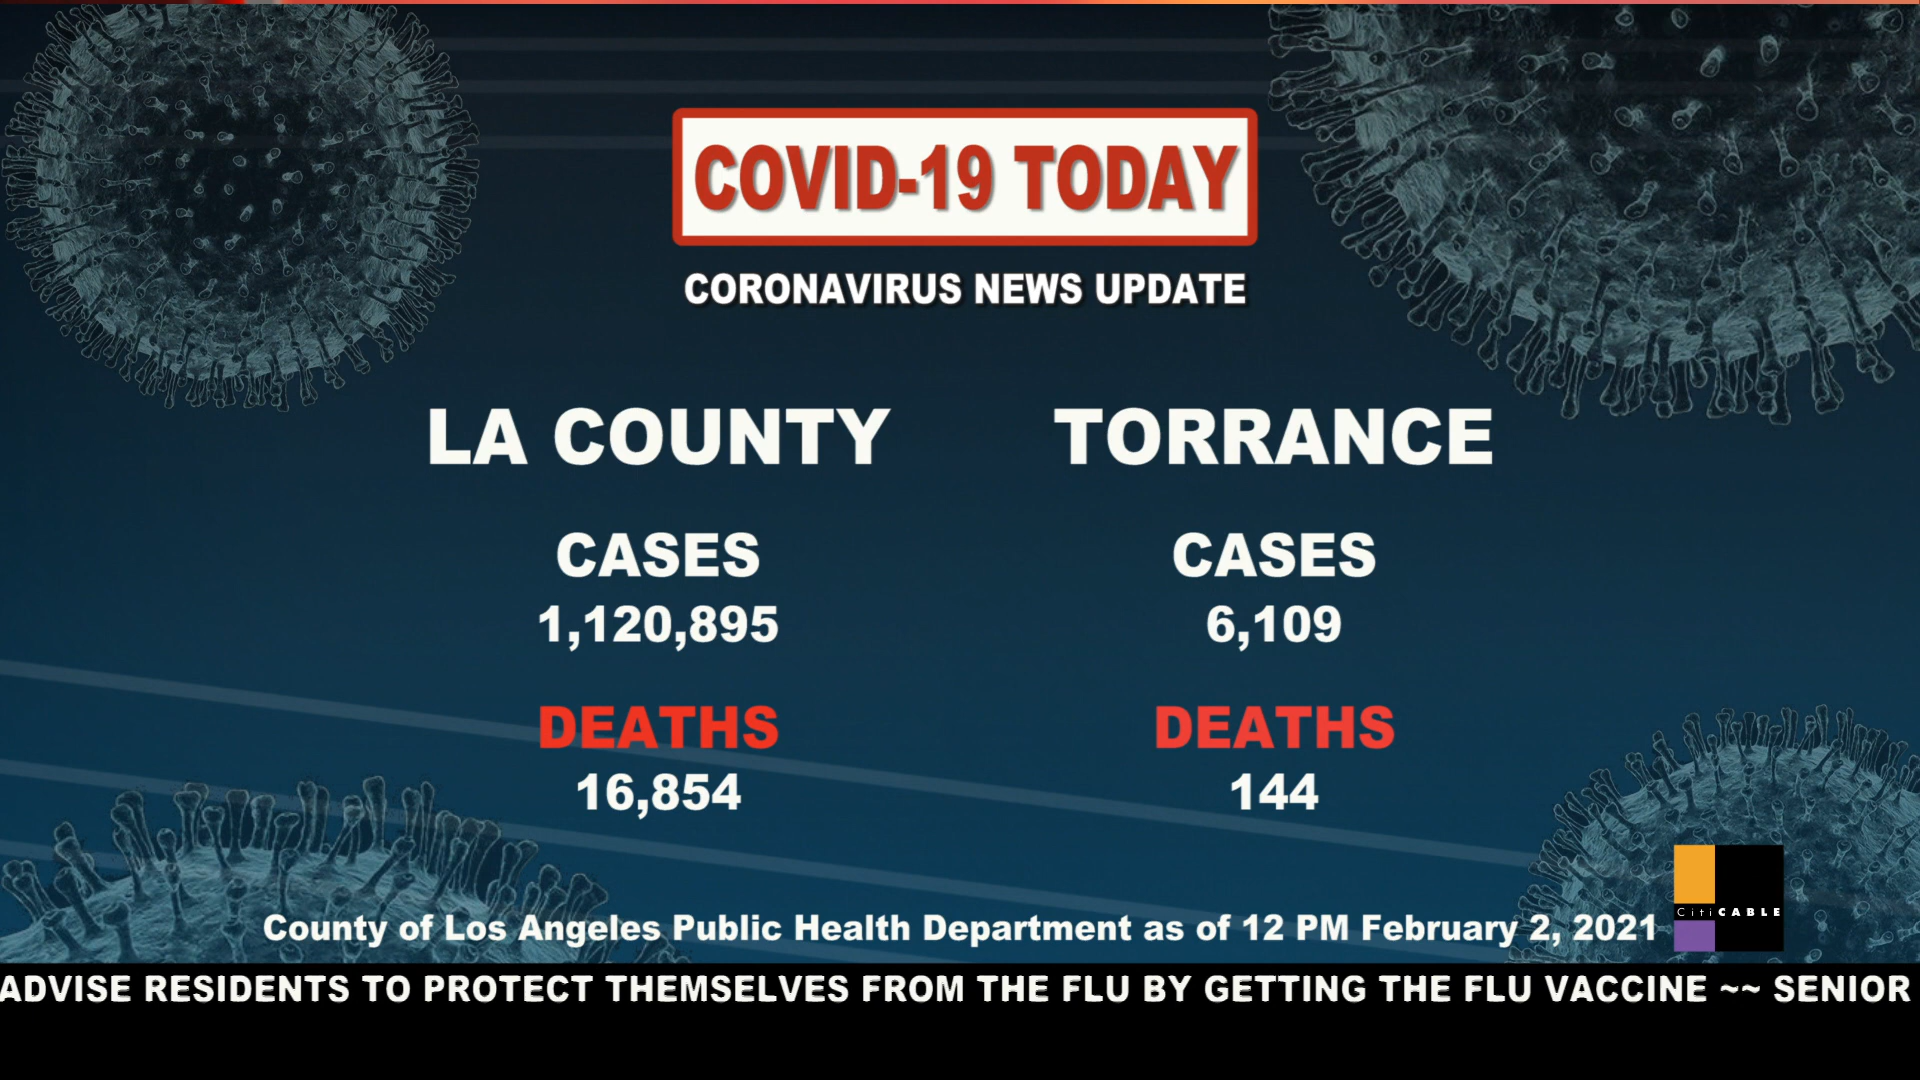 COVID-19 TODAY
CORONAVIRUS NEWS UPDATE
LA COUNTY
CASES
1,120,895
DEATHS
16,854
TORRANCE
CASES
6,109
DEATHS
144
County of Los Angeles Public Health Department as of 12 PM February 2, 2021
CitiCABLE
ADVISE RESIDENTS TO PROTECT THEMSELVES FROM THE FLU BY GETTING THE FLU VACCINE ~~ SENIOR